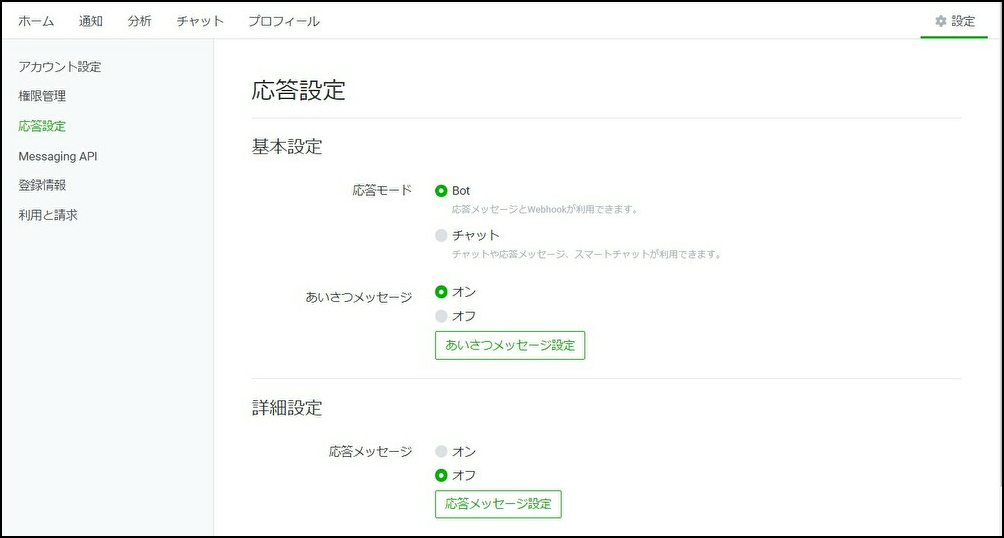 ホーム 通知 分析 チャット プロフィール 設定
アカウント設定
権限管理
応答設定
Messaging API
登録情報
利用と請求
応答設定
基本設定
応答モード Bot
応答メッセージとWebhookが利用できます。
チャット
チャットや応答メッセージ、スマートチャットが利用できます。
あいさつメッセージ オン
オフ
あいさつメッセージ設定
詳細設定
応答メッセージ オン
オフ
応答メッセージ設定